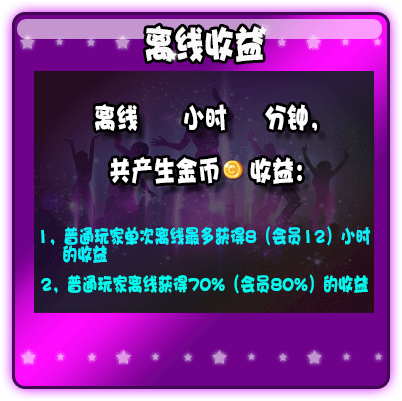 离线收益
离线 小时 分钟,
共产生金币 C 收益:
1, 普通玩家单次离线最多获得8（会员12）小时
的收益
2, 普通玩家离线获得70%（会员80%）的收益